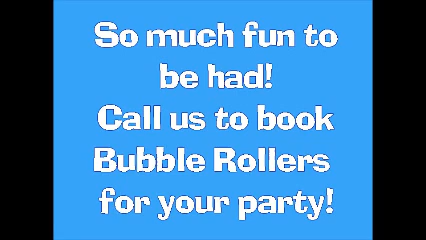 So much fun to
be had!
Call us to book
Bubble Rollers
for your party!